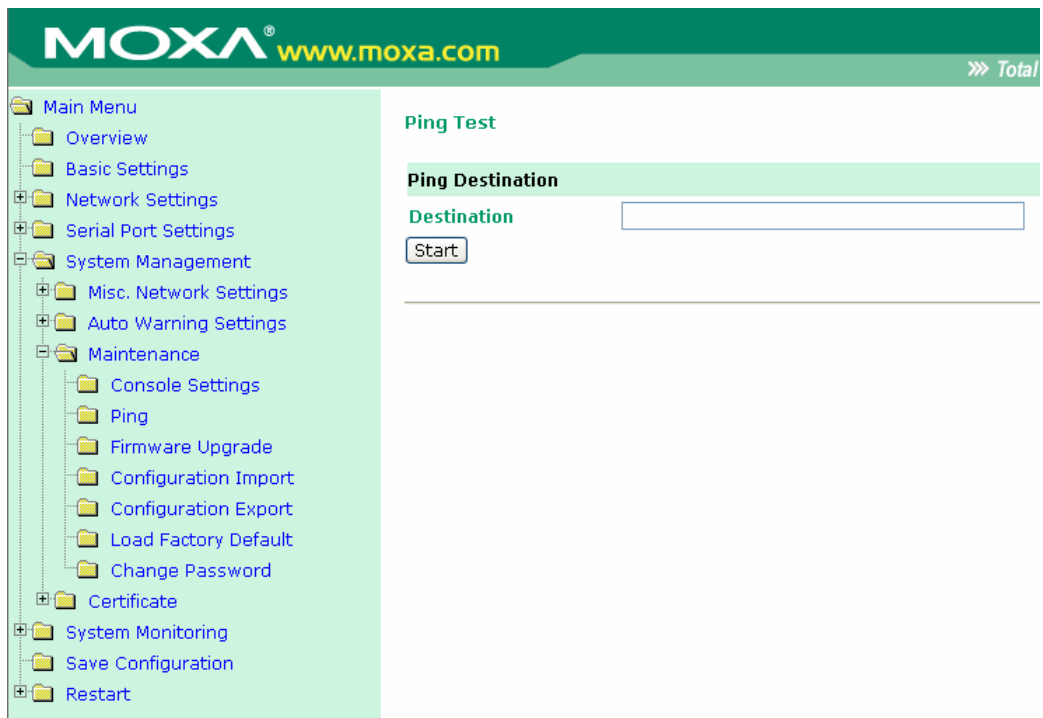 MOXA® www.moxa.com
Total
Main Menu
Overview
Basic Settings
Network Settings
Serial Port Settings
System Management
Misc. Network Settings
Auto Warning Settings
Maintenance
Console Settings
Ping
Firmware Upgrade
Configuration Import
Configuration Export
Load Factory Default
Change Password
Certificate
System Monitoring
Save Configuration
Restart
Ping Test
Ping Destination
Destination
Start